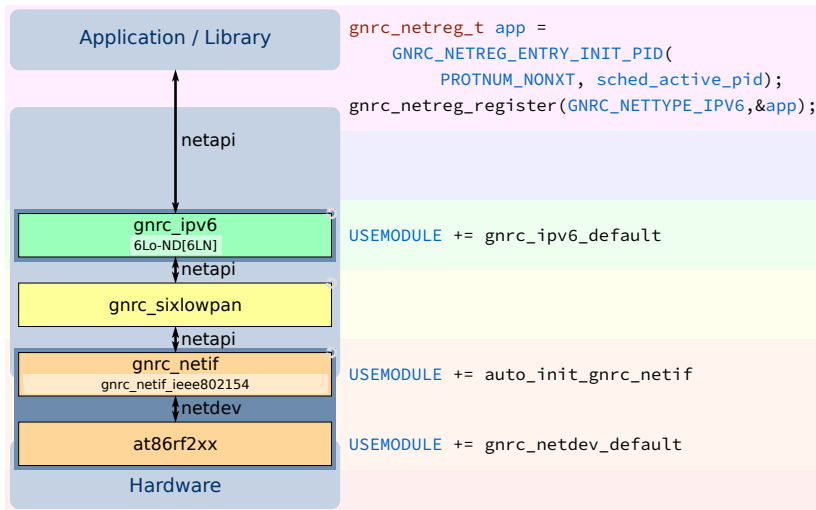 Application / Library
gnrc_netreg_t app =
GNRC_NETREG_ENTRY_INIT_PID(
PROTNUM_NONXT, sched_active_pid);
gnrc_netreg_register(GNRC_NETTYPE_IPV6,&app);
netapi
gnrc_ipv6
6Lo-ND[6LN]
USEMODULE += gnrc_ipv6_default
netapi
gnrc_sixlowpan
netapi
gnrc_netif
gnrc_netif_ieee802154
USEMODULE += auto_init_gnrc_netif
netdev
at86rf2xx
USEMODULE += gnrc_netdev_default
Hardware